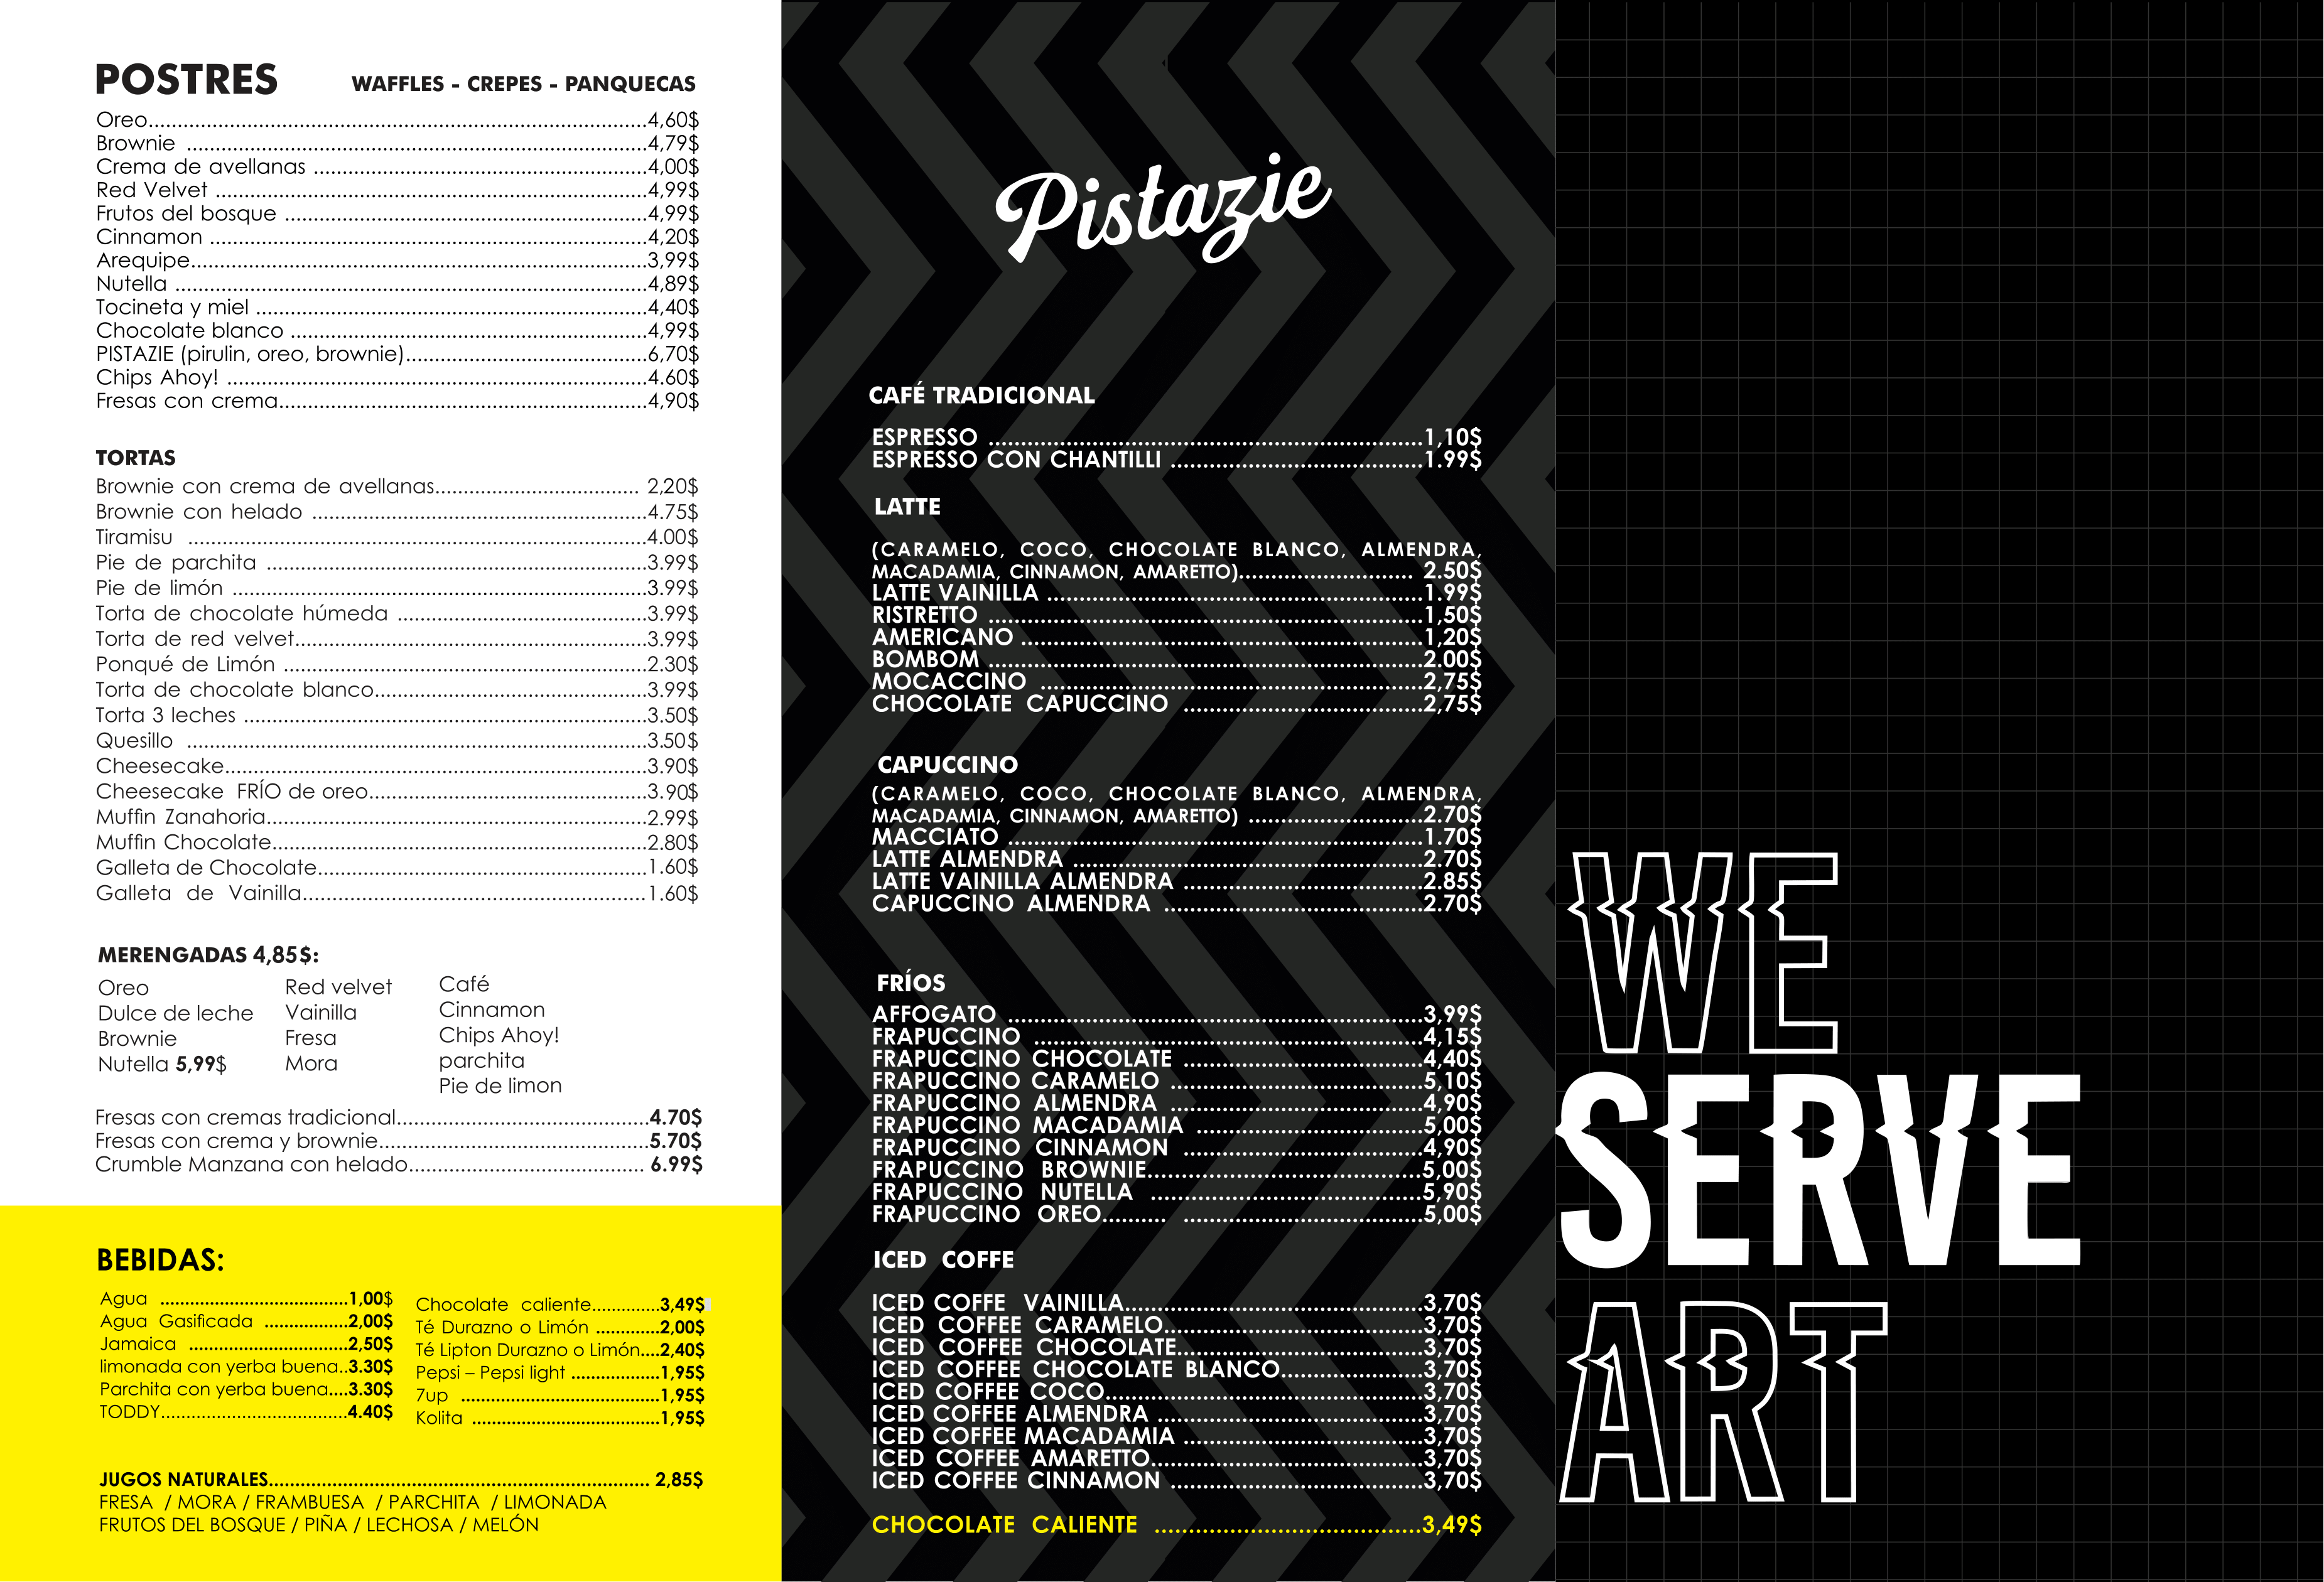 POSTRES WAFFLES - CREPES - PANQUECAS
Oreo.......................4,60$
Brownie .......................4,79$
Crema de avellanas .......................4,00$
Red Velvet .......................4,99$
Frutos del bosque .......................4,99$
Cinnamon .......................4,20$
Arequipe.......................3,99$
Nutella .......................4,89$
Tocineta y miel .......................4,40$
Chocolate blanco .......................4,99$
PISTAZIE (pirulin, oreo, brownie).......................6,70$
Chips Ahoy! .......................4.60$
Fresas con crema.......................4,90$
TORTAS
Brownie con crema de avellanas....................... 2,20$
Brownie con helado .......................4.75$
Tiramisu .......................4.00$
Pie de parchita .......................3.99$
Pie de limón .......................3.99$
Torta de chocolate húmeda .......................3.99$
Torta de red velvet.......................3.99$
Ponqué de Limón .......................2.30$
Torta de chocolate blanco.......................3.99$
Torta 3 leches .......................3.50$
Quesillo .......................3.50$
Cheesecake.......................3.90$
Cheesecake FRÍO de oreo.......................3.90$
Muffin Zanahoria.......................2.99$
Muffin Chocolate.......................2.80$
Galleta de Chocolate.......................1.60$
Galleta de Vainilla.......................1.60$
MERENGADAS 4,85$:
Oreo
Dulce de leche
Brownie
Nutella 5,99$
Red velvet
Vainilla
Fresa
Mora
Café
Cinnamon
Chips Ahoy!
parchita
Pie de limon
Fresas con cremas tradicional.......................4.70$
Fresas con crema y brownie.......................5.70$
Crumble Manzana con helado....................... 6.99$
BEBIDAS:
Agua .......................1,00$
Agua Gasificada .................2,00$
Jamaica .......................2,50$
limonada con yerba buena..3.30$
Parchita con yerba buena....3.30$
TODDY.......................4.40$
Chocolate caliente..............3,49$
Té Durazno o Limón .............2,00$
Té Lipton Durazno o Limón....2,40$
Pepsi – Pepsi light ..................1,95$
7up .......................1,95$
Kolita .......................1,95$
JUGOS NATURALES....................... 2,85$
FRESA / MORA / FRAMBUESA / PARCHITA / LIMONADA
FRUTOS DEL BOSQUE / PIÑA / LECHOSA / MELÓN
Pistazie
CAFÉ TRADICIONAL
ESPRESSO .......................1,10$
ESPRESSO CON CHANTILLI .......................1.99$
LATTE
(CARAMELO, COCO, CHOCOLATE BLANCO, ALMENDRA,
MACADAMIA, CINNAMON, AMARETTO)....................... 2.50$
LATTE VAINILLA .......................1.99$
RISTRETTO .......................1,50$
AMERICANO .......................1,20$
BOMBOM .......................2.00$
MOCACCINO .......................2,75$
CHOCOLATE CAPUCCINO .......................2,75$
CAPUCCINO
(CARAMELO, COCO, CHOCOLATE BLANCO, ALMENDRA,
MACADAMIA, CINNAMON, AMARETTO) .......................2.70$
MACCIATO .......................1.70$
LATTE ALMENDRA .......................2.70$
LATTE VAINILLA ALMENDRA .......................2.85$
CAPUCCINO ALMENDRA .......................2.70$
FRÍOS
AFFOGATO .......................3,99$
FRAPUCCINO .......................4,15$
FRAPUCCINO CHOCOLATE .......................4,40$
FRAPUCCINO CARAMELO .......................5,10$
FRAPUCCINO ALMENDRA .......................4,90$
FRAPUCCINO MACADAMIA .......................5,00$
FRAPUCCINO CINNAMON .......................4,90$
FRAPUCCINO BROWNIE.......................5,00$
FRAPUCCINO NUTELLA .......................5,90$
FRAPUCCINO OREO.......... .......................5,00$
ICED COFFE
ICED COFFE VAINILLA.......................3,70$
ICED COFFEE CARAMELO.......................3,70$
ICED COFFEE CHOCOLATE.......................3,70$
ICED COFFEE CHOCOLATE BLANCO.......................3,70$
ICED COFFEE COCO.......................3,70$
ICED COFFEE ALMENDRA .......................3,70$
ICED COFFEE MACADAMIA .......................3,70$
ICED COFFEE AMARETTO.......................3,70$
ICED COFFEE CINNAMON .......................3,70$
CHOCOLATE CALIENTE .......................3,49$
WE
SERVE
ART